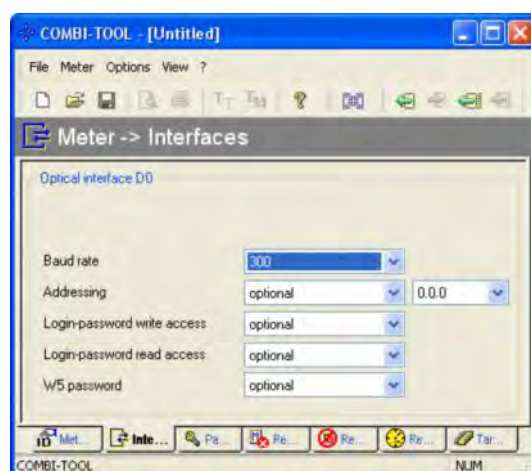 COMBI-TOOL - [Untitled]
File Meter Options View ?
Meter -> Interfaces
Optical interface D0
Baud rate 300
Addressing optional 0.0.0
Login-password write access optional
Login-password read access optional
W5 password optional
Met... Inte... Pa... Re... Re... Re... Tar...
COMBI-TOOL NUM